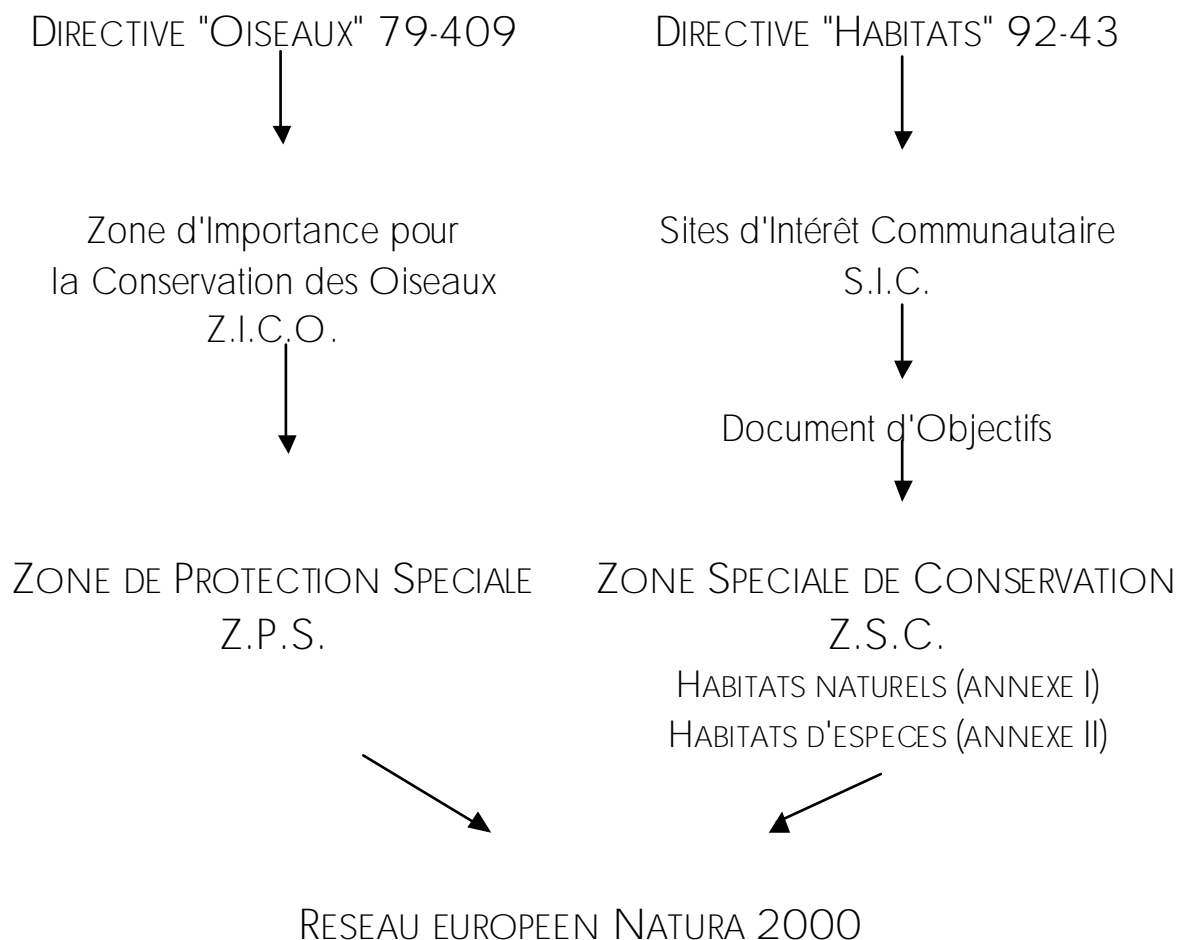 DIRECTIVE "OISEAUX" 79-409
Zone d'Importance pour
la Conservation des Oiseaux
Z.I.C.O.
ZONE DE PROTECTION SPECIALE
Z.P.S.
DIRECTIVE "HABITATS" 92-43
Sites d'Intérêt Communautaire
S.I.C.
Document d'Objectifs
ZONE SPECIALE DE CONSERVATION
Z.S.C.
HABITATS NATURELS (ANNEXE I)
HABITATS D'ESPECES (ANNEXE II)
RESEAU EUROPEEN NATURA 2000